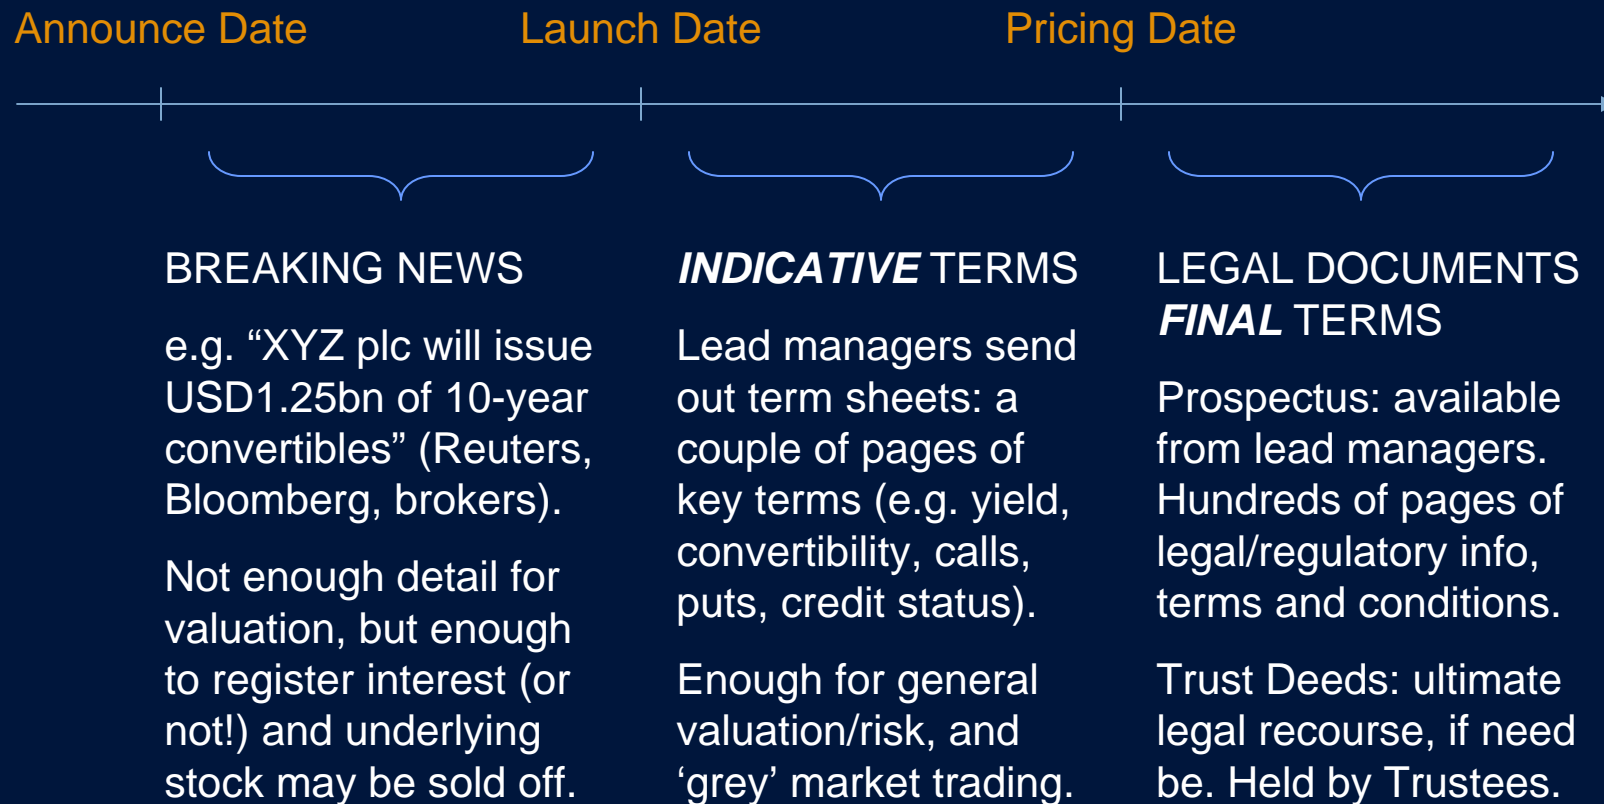 Announce Date
Launch Date
Pricing Date
BREAKING NEWS
e.g. “XYZ plc will issue
USD1.25bn of 10-year
convertibles” (Reuters,
Bloomberg, brokers).
Not enough detail for
valuation, but enough
to register interest (or
not!) and underlying
stock may be sold off.
INDICATIVE TERMS
Lead managers send
out term sheets: a
couple of pages of
key terms (e.g. yield,
convertibility, calls,
puts, credit status).
Enough for general
valuation/risk, and
‘grey’ market trading.
LEGAL DOCUMENTS
FINAL TERMS
Prospectus: available
from lead managers.
Hundreds of pages of
legal/regulatory info,
terms and conditions.
Trust Deeds: ultimate
legal recourse, if need
be. Held by Trustees.